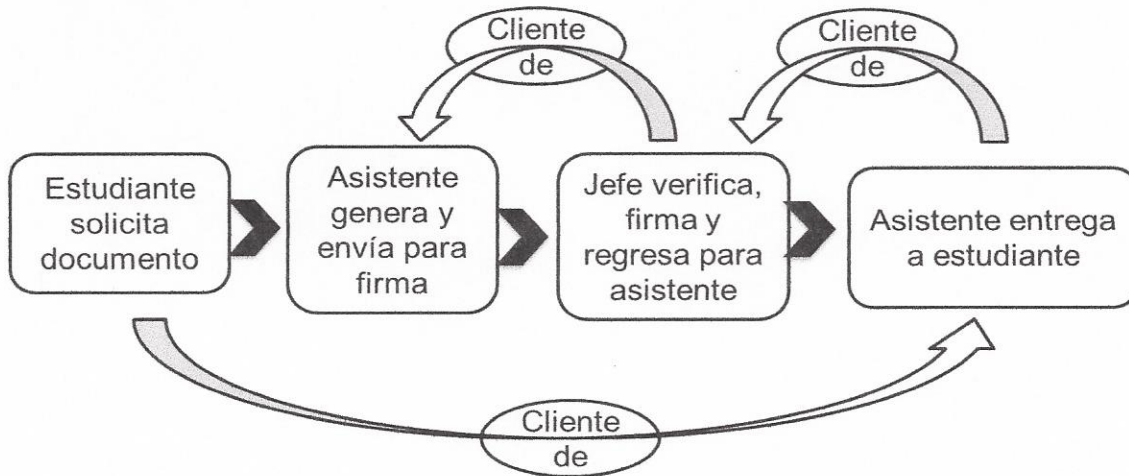 Cliente
de
Cliente
de
Estudiante
solicita
documento
Asistente
genera y
envía para
firma
Jefe verifica,
firma y
regresa para
asistente
Asistente entrega
a estudiante
Cliente
de